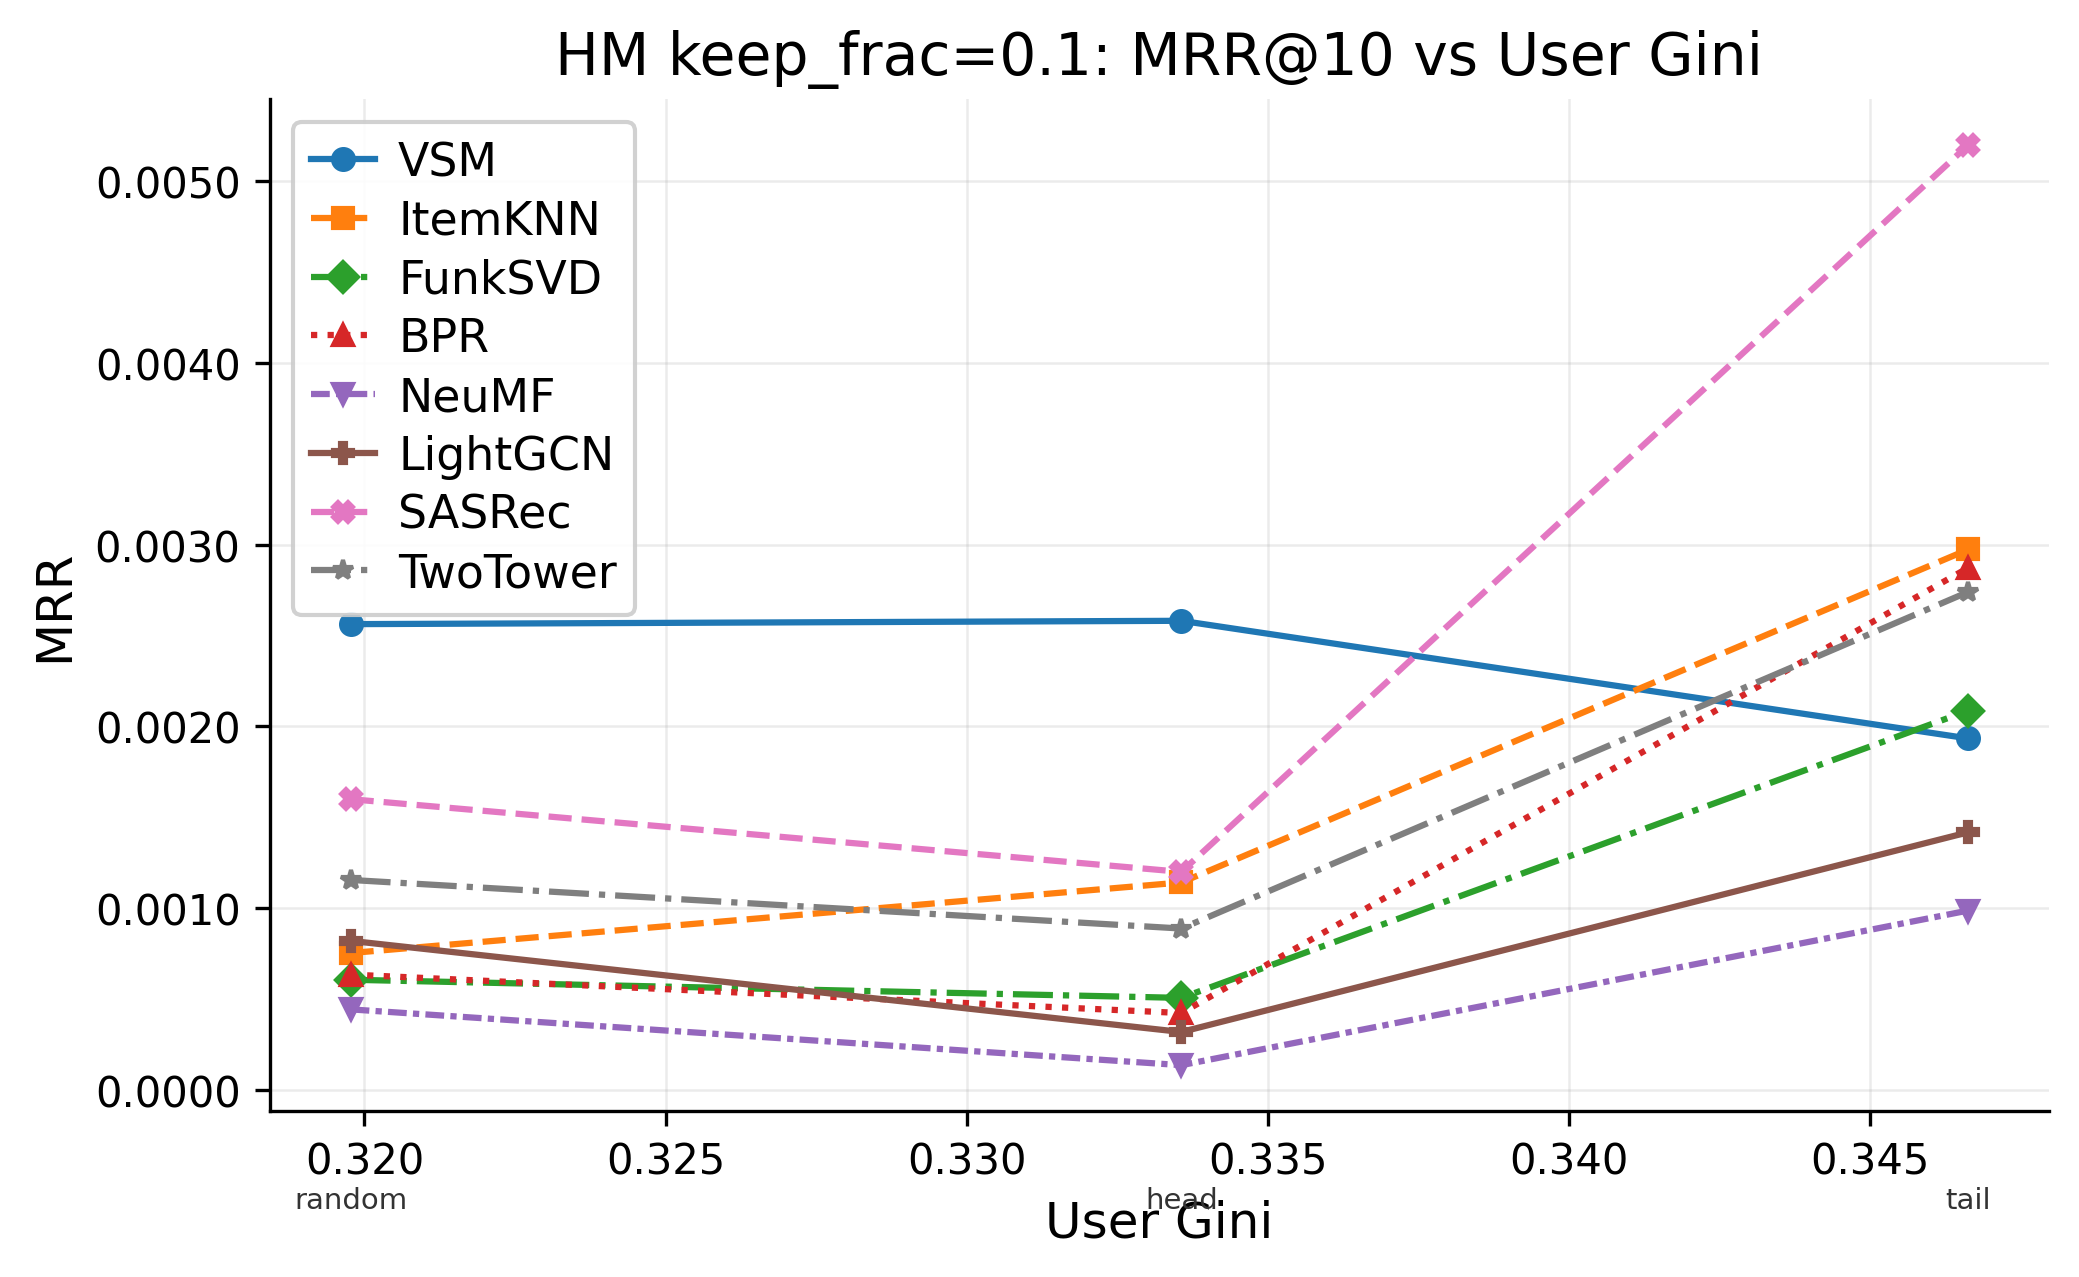 HM keep_frac=0.1: MRR@10 vs User Gini
VSM
ItemKNN
FunkSVD
BPR
NeuMF
LightGCN
SASRec
TwoTower
MRR
0.0050
0.0040
0.0030
0.0020
0.0010
0.0000
0.320 0.325 0.330 0.335 0.340 0.345
random head tail
User Gini